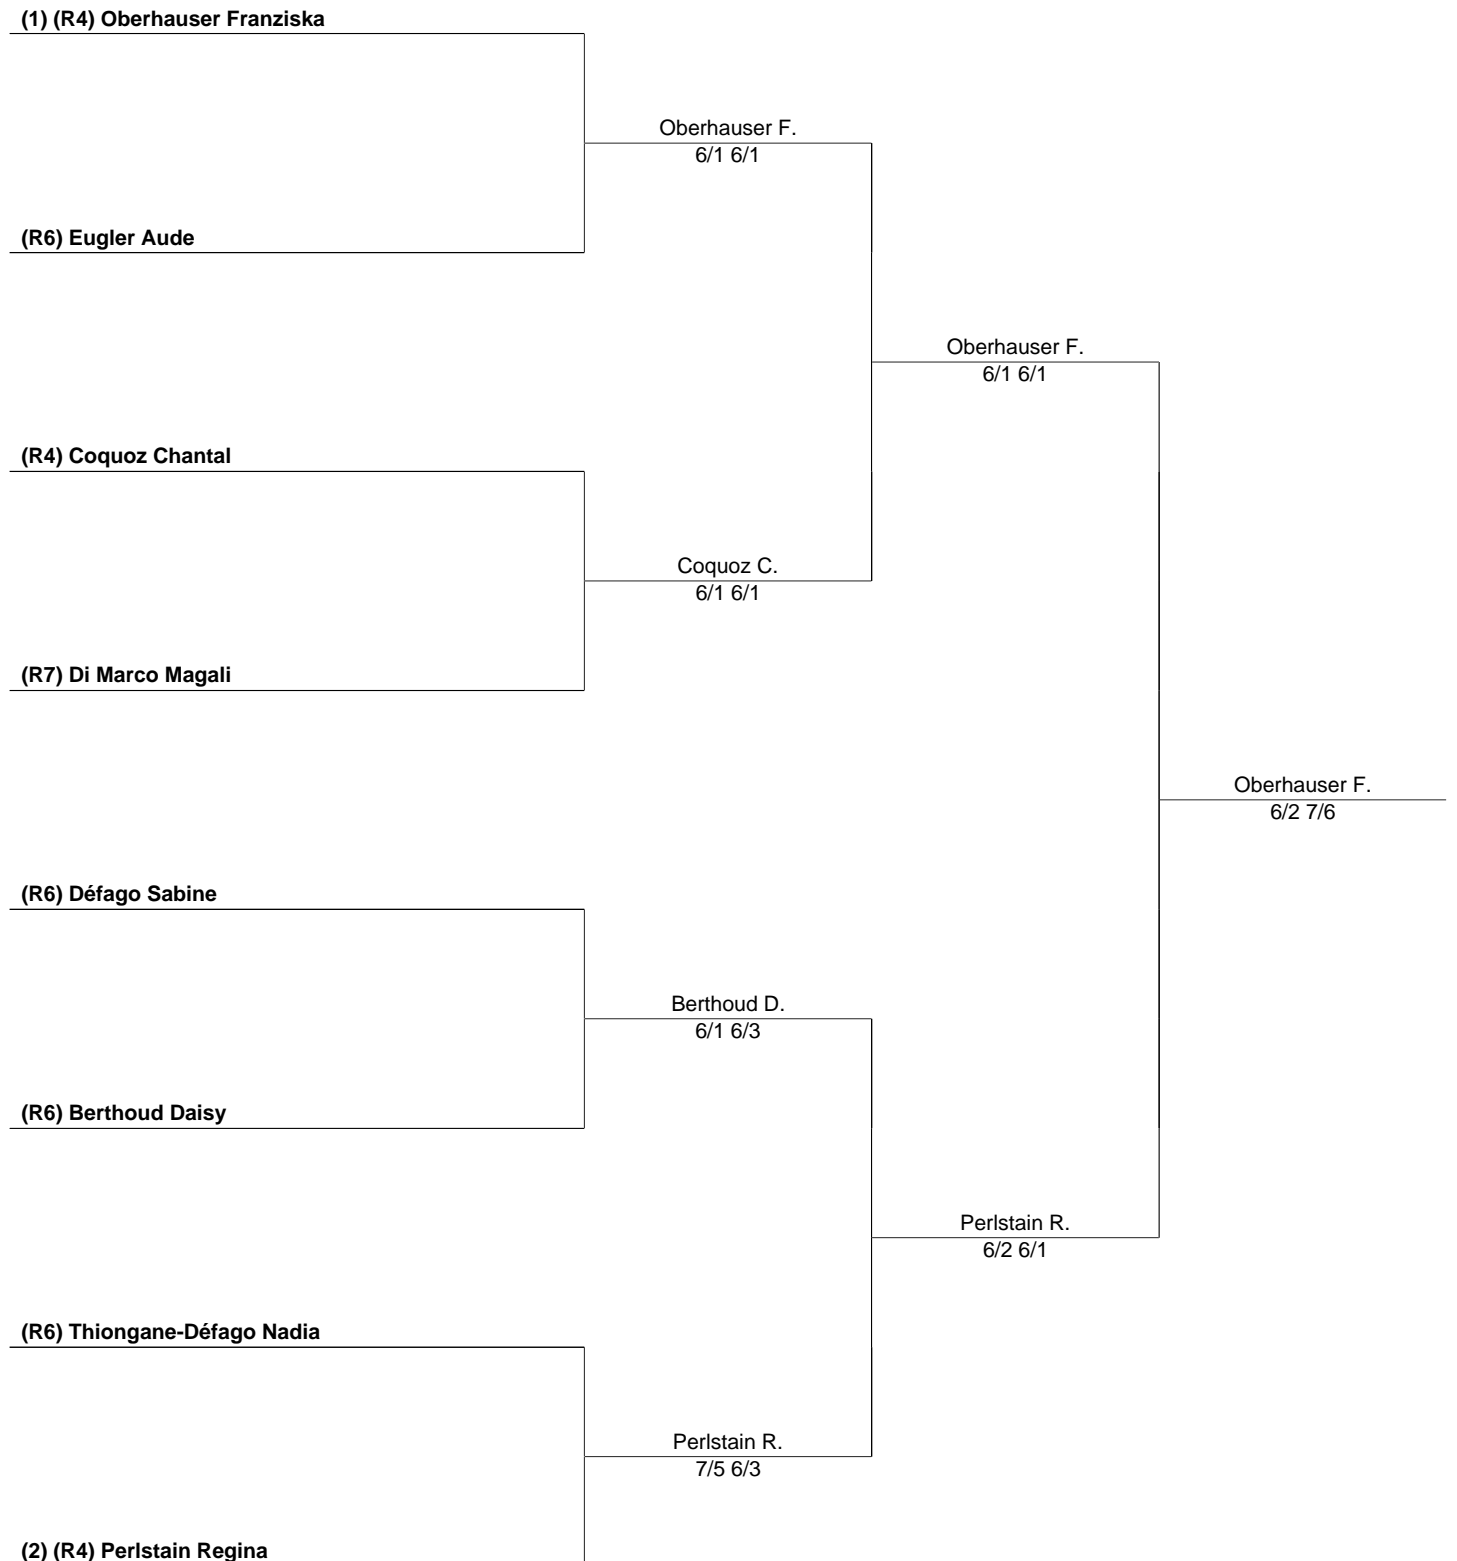 (1) (R4) Oberhauser Franziska
Oberhauser F.
6/1 6/1
(R6) Eugler Aude
Oberhauser F.
6/1 6/1
(R4) Coquoz Chantal
Coquoz C.
6/1 6/1
(R7) Di Marco Magali
Oberhauser F.
6/2 7/6
(R6) Défago Sabine
Berthoud D.
6/1 6/3
(R6) Berthoud Daisy
Perlstain R.
6/2 6/1
(R6) Thiongane-Défago Nadia
Perlstain R.
7/5 6/3
(2) (R4) Perlstain Regina